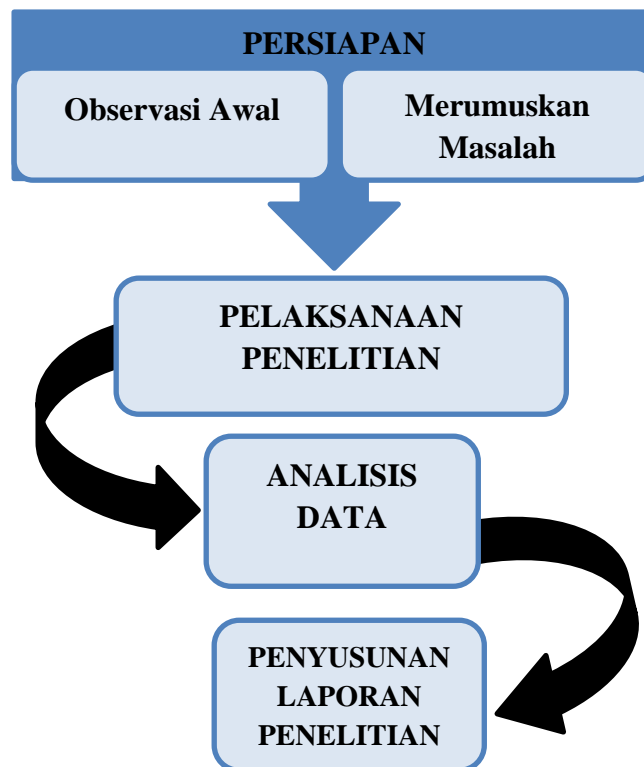 PERSIAPAN
Observasi Awal
Merumuskan
Masalah
PELAKSANAAN
PENELITIAN
ANALISIS
DATA
PENYUSUNAN
LAPORAN
PENELITIAN